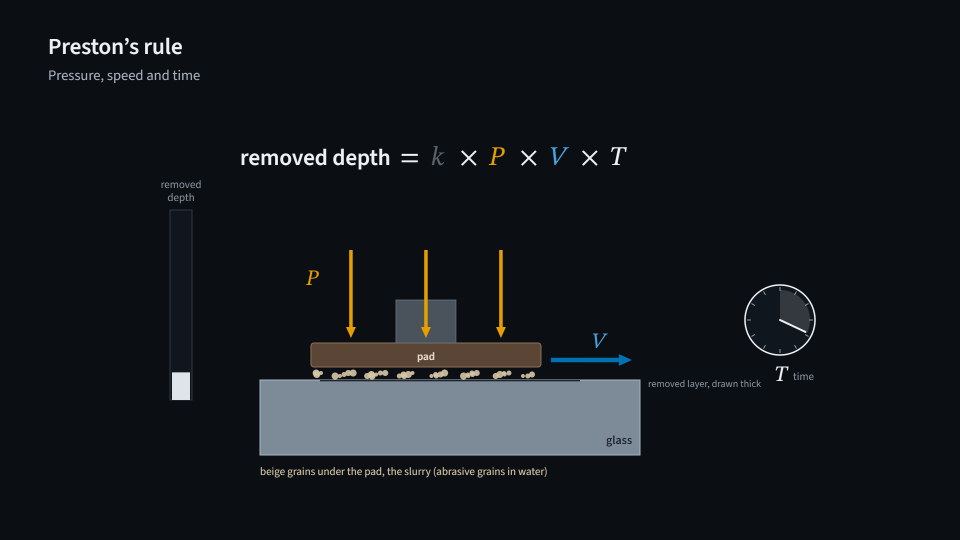 Preston’s rule
Pressure, speed and time
removed depth = k × P × V × T
removed
depth
P
V
pad
T time
removed layer, drawn thick
glass
beige grains under the pad, the slurry (abrasive grains in water)